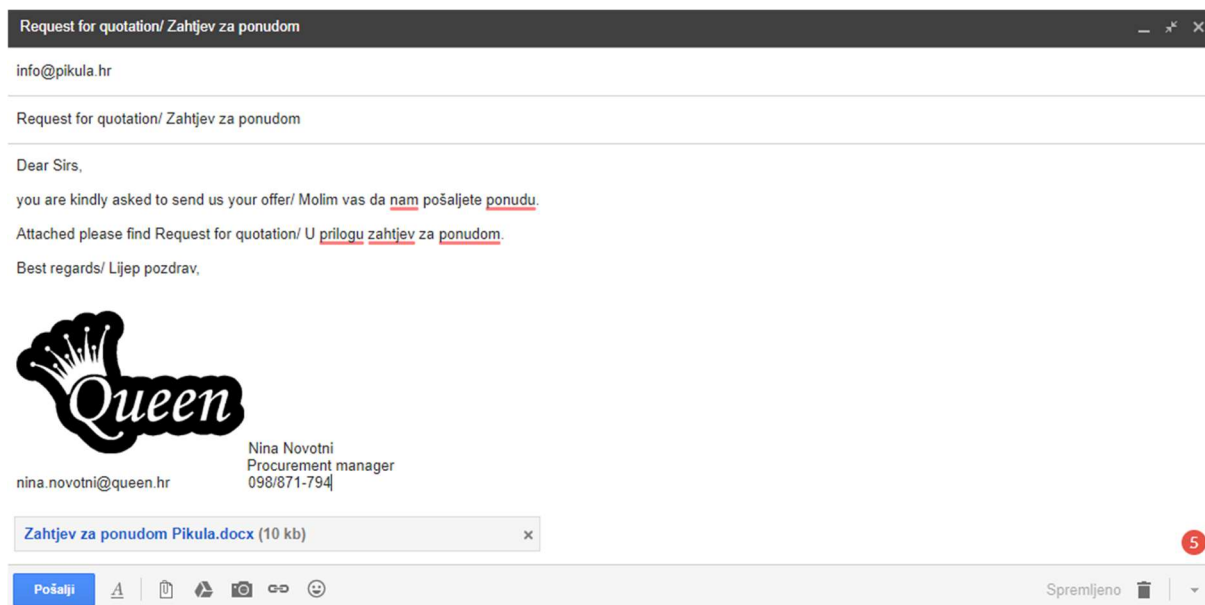 Request for quotation/ Zahtjev za ponudom
info@pikula.hr
Request for quotation/ Zahtjev za ponudom
Dear Sirs,
you are kindly asked to send us your offer/ Molim vas da nam pošaljete ponudu.
Attached please find Request for quotation/ U prilogu zahtjev za ponudom.
Best regards/ Lijep pozdrav,
Queen
Nina Novotni
Procurement manager
nina.novotni@queen.hr 098/871-794
Zahtjev za ponudom Pikula.docx (10 kb)
5
Pošalji A Spremljeno